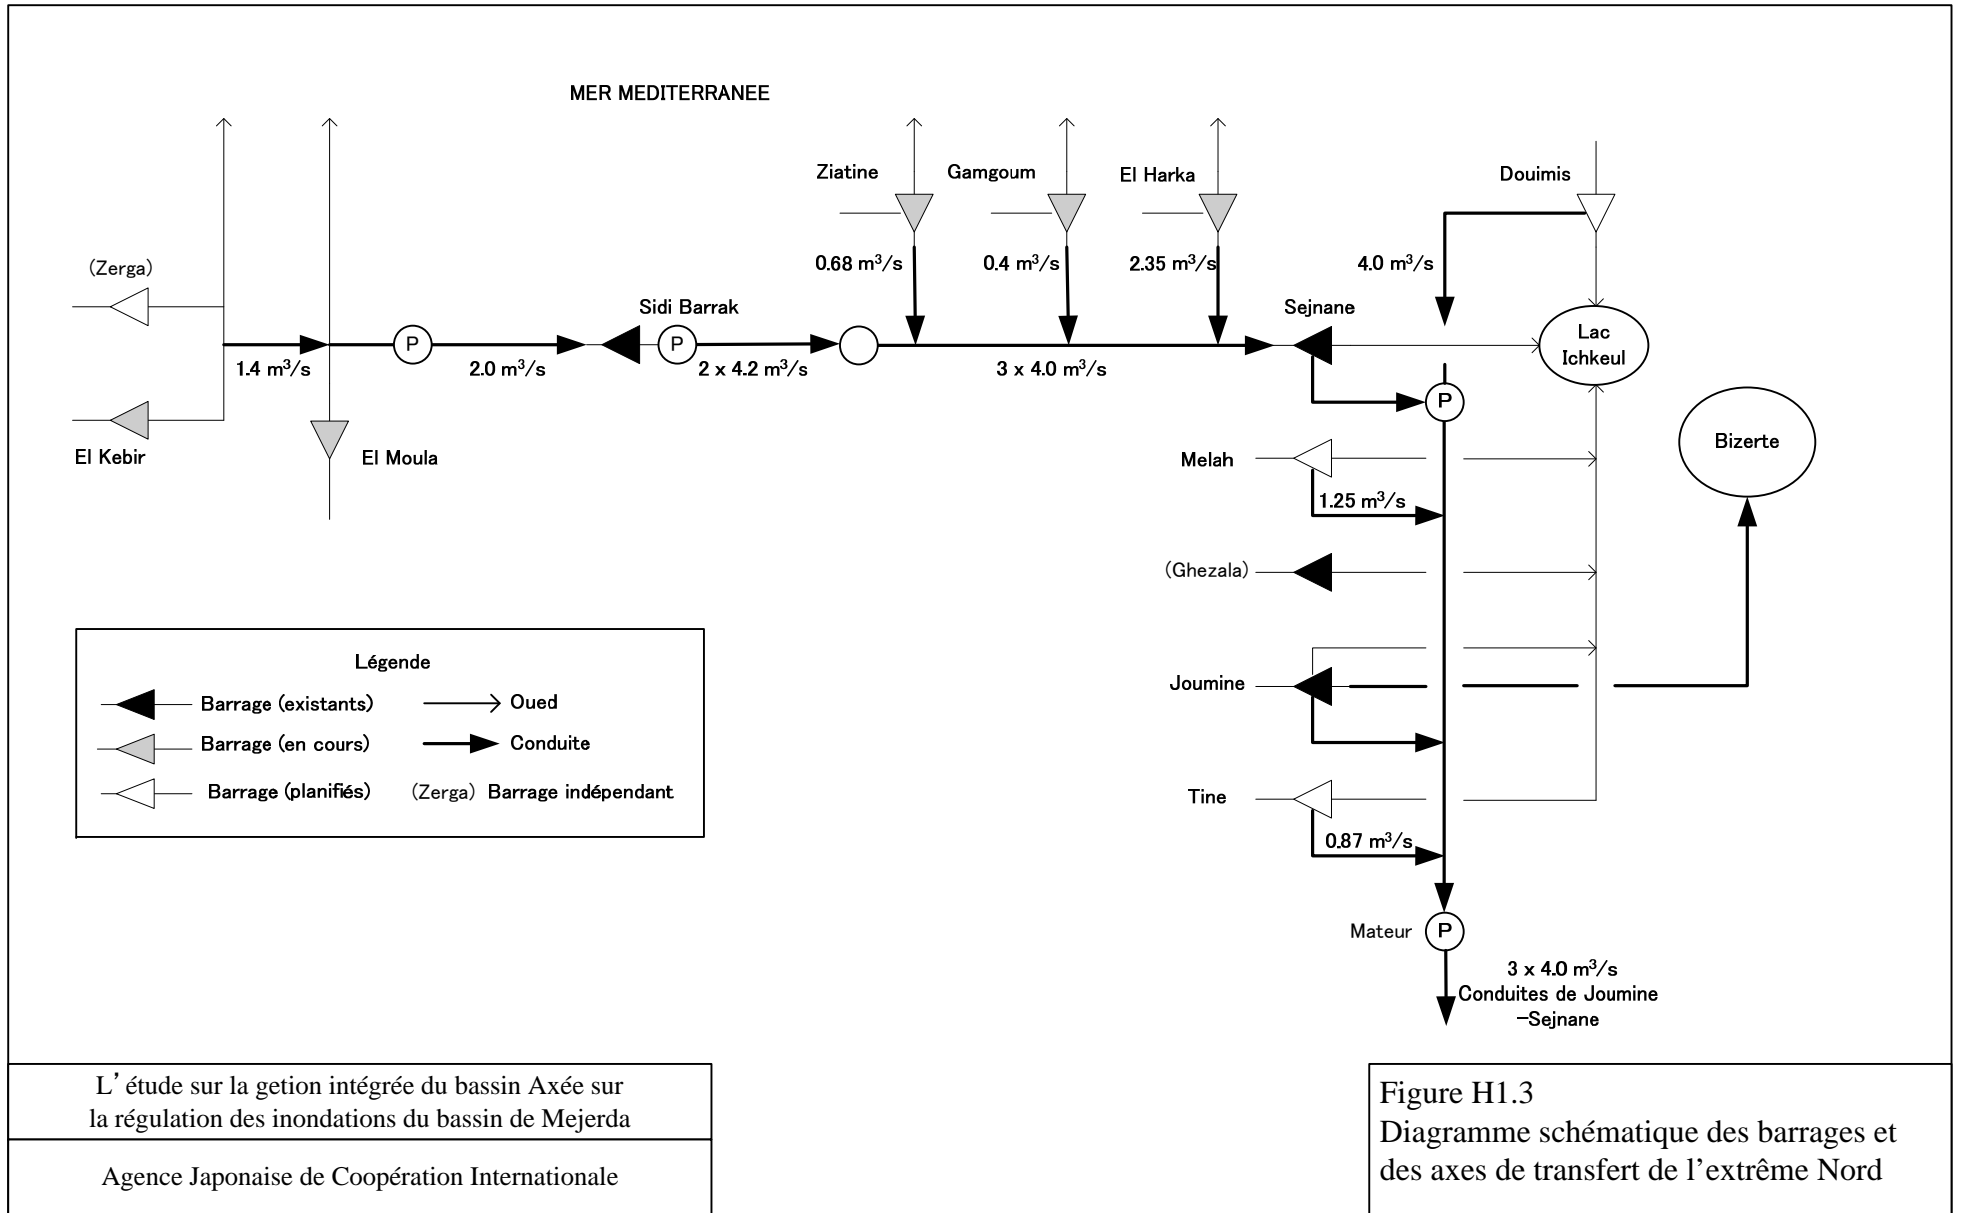 MER MEDITERRANEE
Ziatine
Gamgoum
El Harka
Douimis
0.68 m³/s
0.4 m³/s
2.35 m³/s
4.0 m³/s
(Zerga)
Sidi Barrak
Sejnane
Lac
Ichkeul
P
P
1.4 m³/s
2.0 m³/s
2 x 4.2 m³/s
3 x 4.0 m³/s
P
El Kebir
El Moula
Melah
Bizerte
1.25 m³/s
(Ghezala)
Joumine
Tine
0.87 m³/s
Mateur
P
3 x 4.0 m³/s
Conduites de Joumine
-Sejnane
Légende
Barrage (existants)
Oued
Barrage (en cours)
Conduite
Barrage (planifiés)
(Zerga) Barrage indépendant
L’étude sur la getion intégrée du bassin Axée sur
la régulation des inondations du bassin de Mejerda
Agence Japonaise de Coopération Internationale
Figure H1.3
Diagramme schématique des barrages et
des axes de transfert de l’extrême Nord